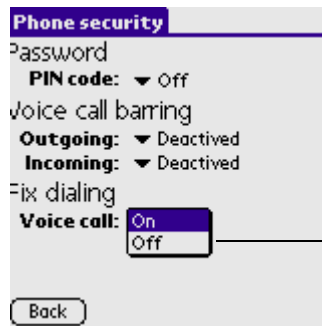 Phone security
Password
PIN code: Off
Voice call barring
Outgoing: Deactived
Incoming: Deactived
Fix dialing
Voice call: On
Off
Back